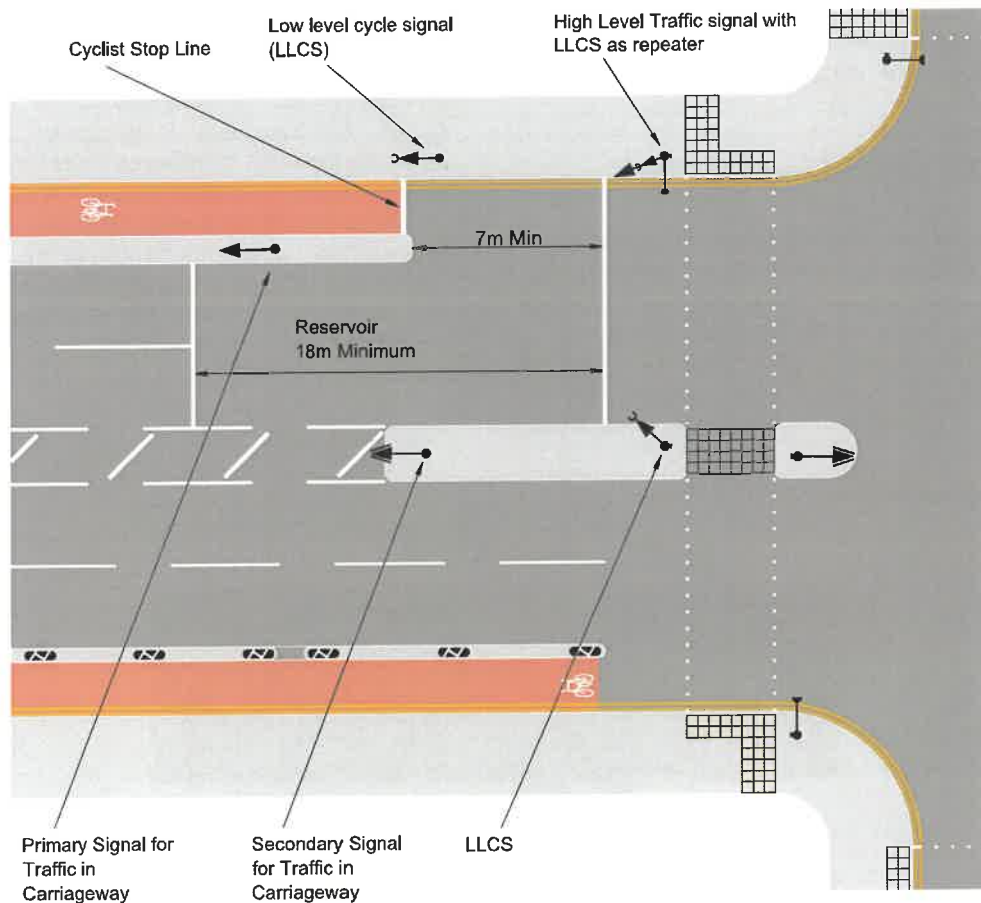 Low level cycle signal
(LLCS)
High Level Traffic signal with
LLCS as repeater
Cyclist Stop Line
7m Min
Reservoir
18m Minimum
Primary Signal for
Traffic in
Carriageway
Secondary Signal
for Traffic in
Carriageway
LLCS